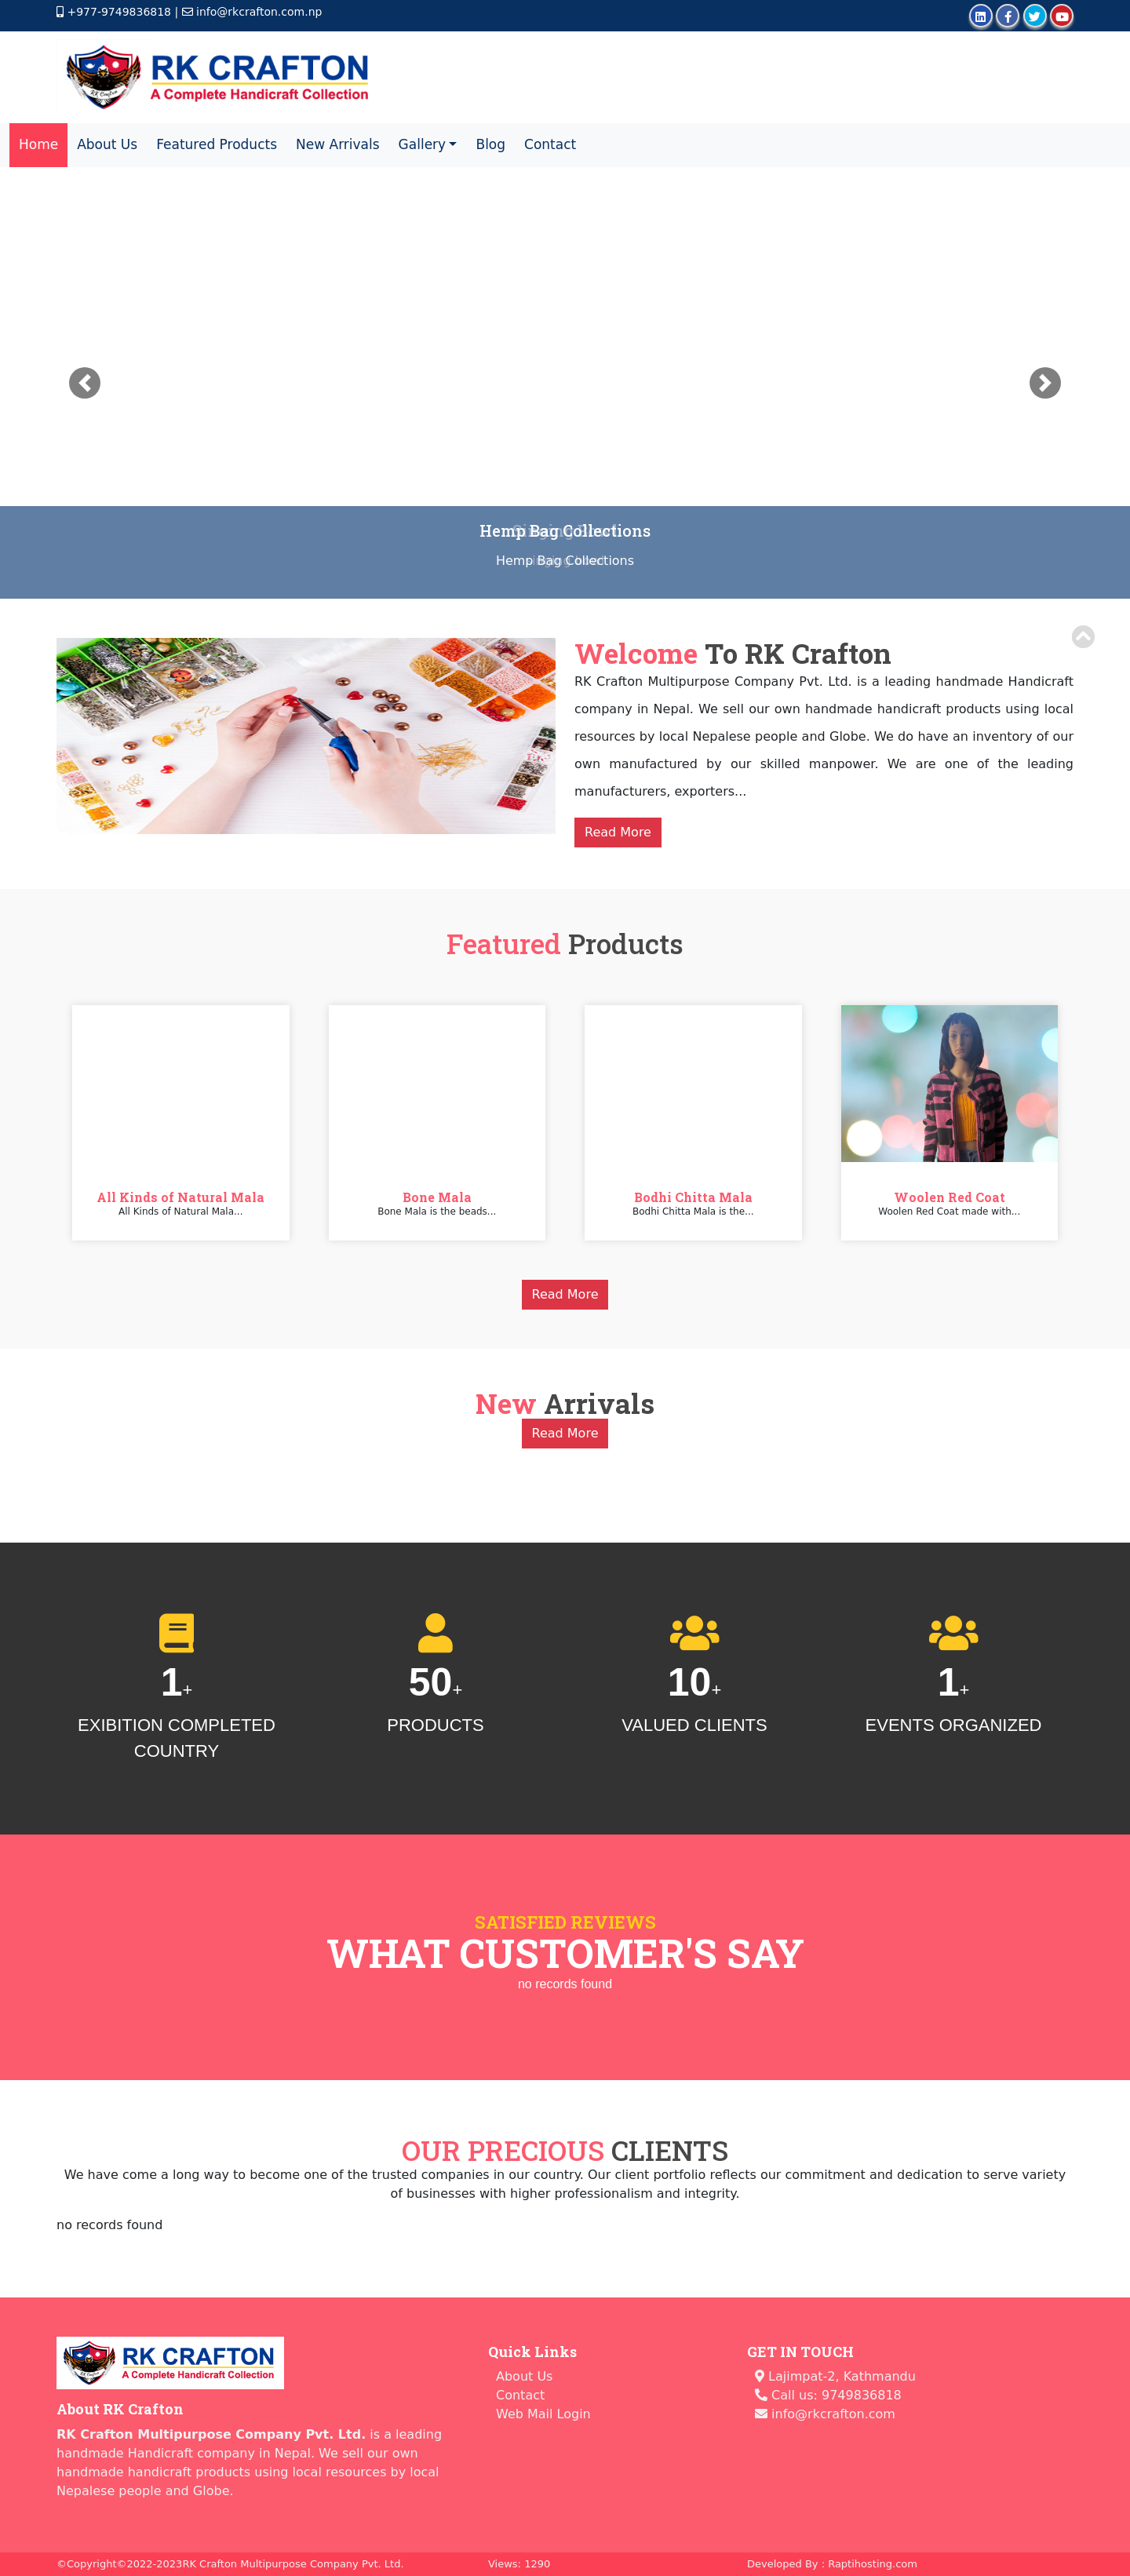 +977-9749836818 | info@rkcrafton.com.np
RK CRAFTON
A Complete Handicraft Collection
Home About Us Featured Products New Arrivals Gallery Blog Contact
Hemp Bag Collections
Hemp Bag Collections
Welcome To RK Crafton
RK Crafton Multipurpose Company Pvt. Ltd. is a leading handmade Handicraft
company in Nepal. We sell our own handmade handicraft products using local
resources by local Nepalese people and Globe. We do have an inventory of our
own manufactured by our skilled manpower. We are one of the leading
manufacturers, exporters...
Read More
Featured Products
All Kinds of Natural Mala
All Kinds of Natural Mala...
Bone Mala
Bone Mala is the beads...
Bodhi Chitta Mala
Bodhi Chitta Mala is the...
Woolen Red Coat
Woolen Red Coat made with...
Read More
New Arrivals
Read More
1+
EXIBITION COMPLETED
COUNTRY
50+
PRODUCTS
10+
VALUED CLIENTS
1+
EVENTS ORGANIZED
SATISFIED REVIEWS
WHAT CUSTOMER'S SAY
no records found
OUR PRECIOUS CLIENTS
We have come a long way to become one of the trusted companies in our country. Our client portfolio reflects our commitment and dedication to serve variety
of businesses with higher professionalism and integrity.
no records found
RK CRAFTON
A Complete Handicraft Collection
About RK Crafton
RK Crafton Multipurpose Company Pvt. Ltd. is a leading
handmade Handicraft company in Nepal. We sell our own
handmade handicraft products using local resources by local
Nepalese people and Globe.
Quick Links
About Us
Contact
Web Mail Login
GET IN TOUCH
Lajimpat-2, Kathmandu
Call us: 9749836818
info@rkcrafton.com
©Copyright©2022-2023RK Crafton Multipurpose Company Pvt. Ltd.
Views: 1290
Developed By : Raptihosting.com